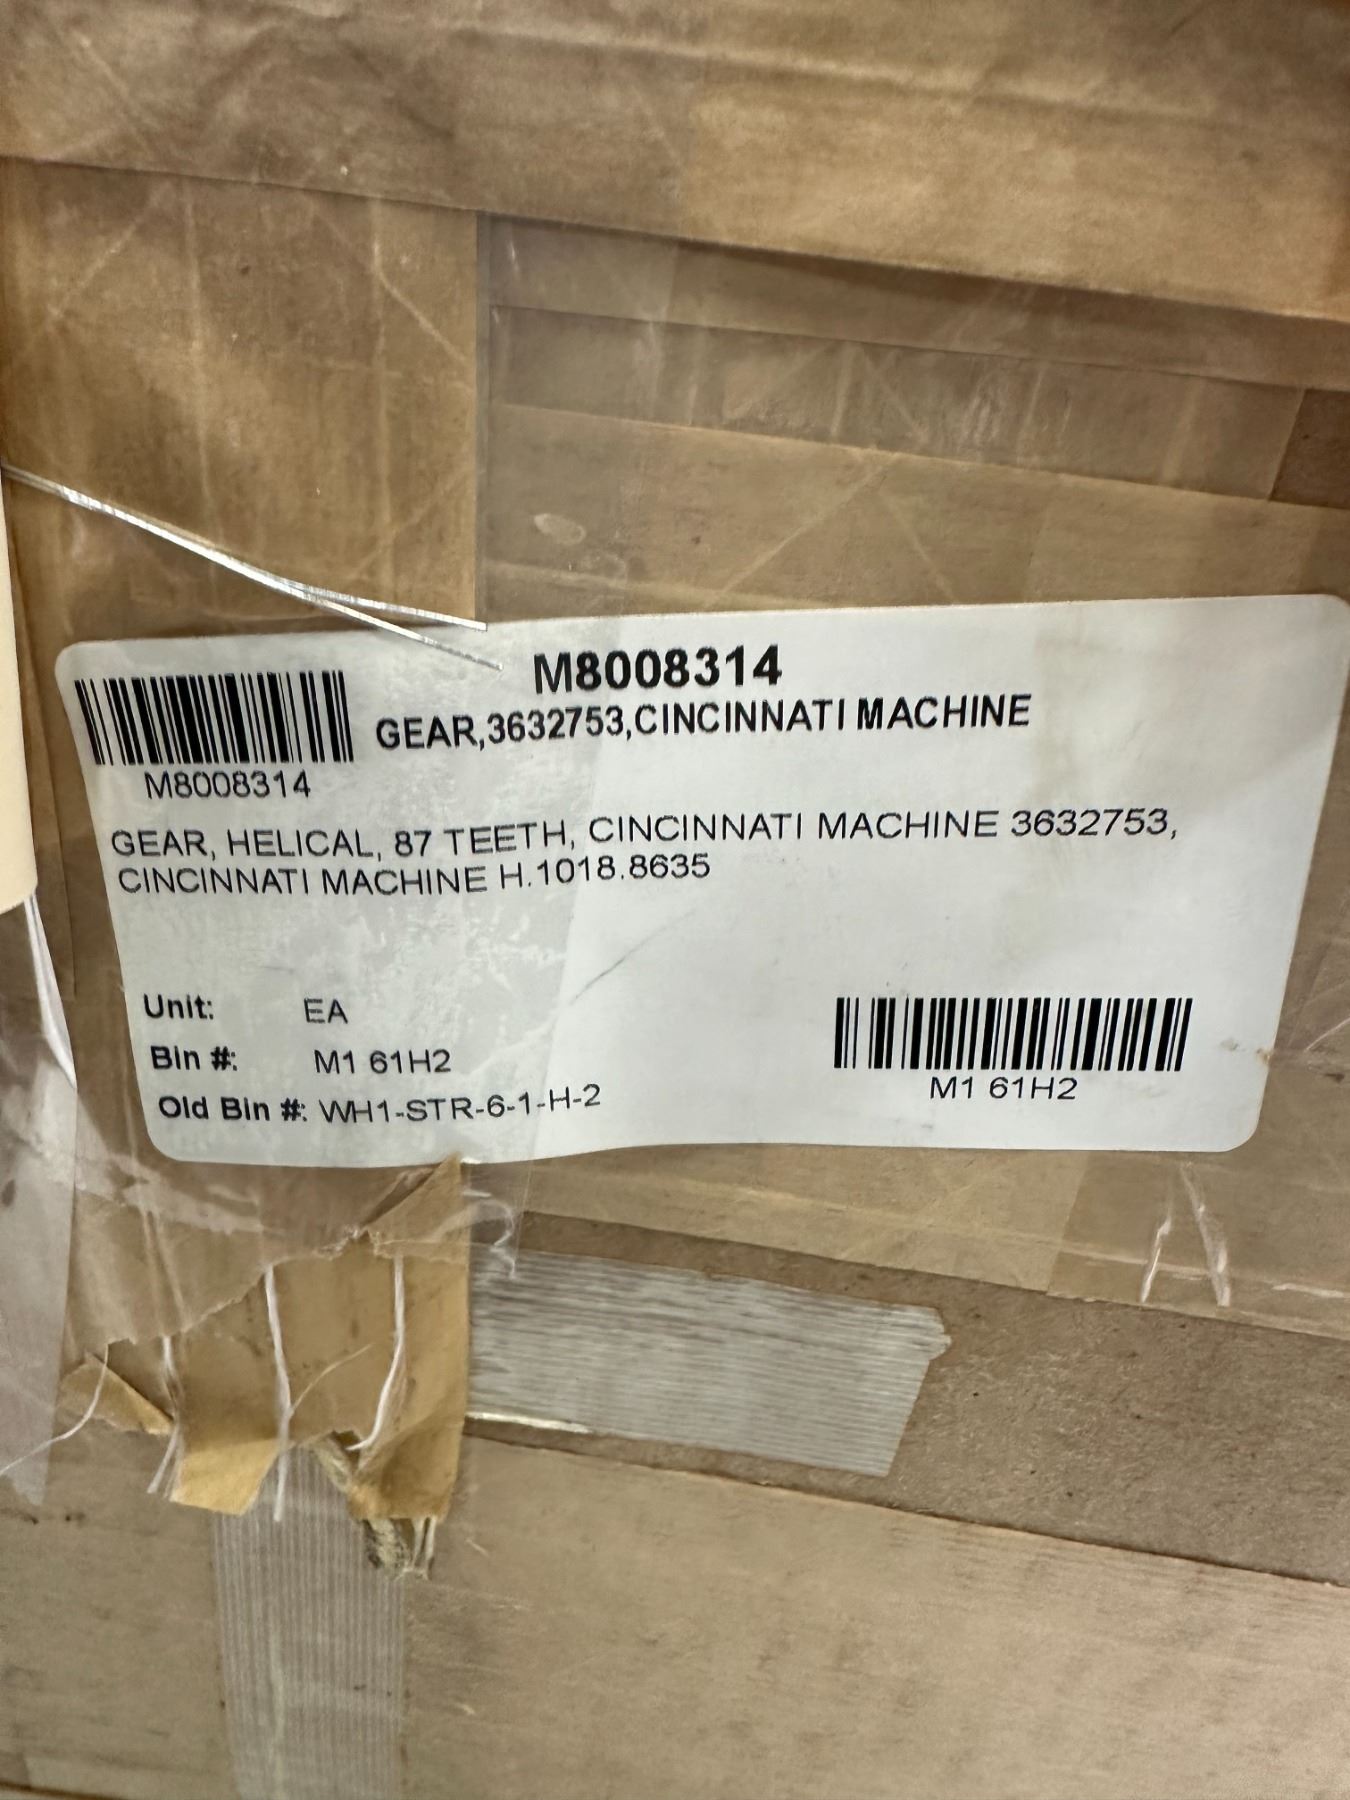 M8008314
GEAR,3632753,CINCINNATI MACHINE
M8008314
GEAR, HELICAL, 87 TEETH, CINCINNATI MACHINE 3632753,
CINCINNATI MACHINE H.1018.8635
Unit: EA
Bin #: M1 61H2
Old Bin #: WH1-STR-6-1-H-2
M1 61H2